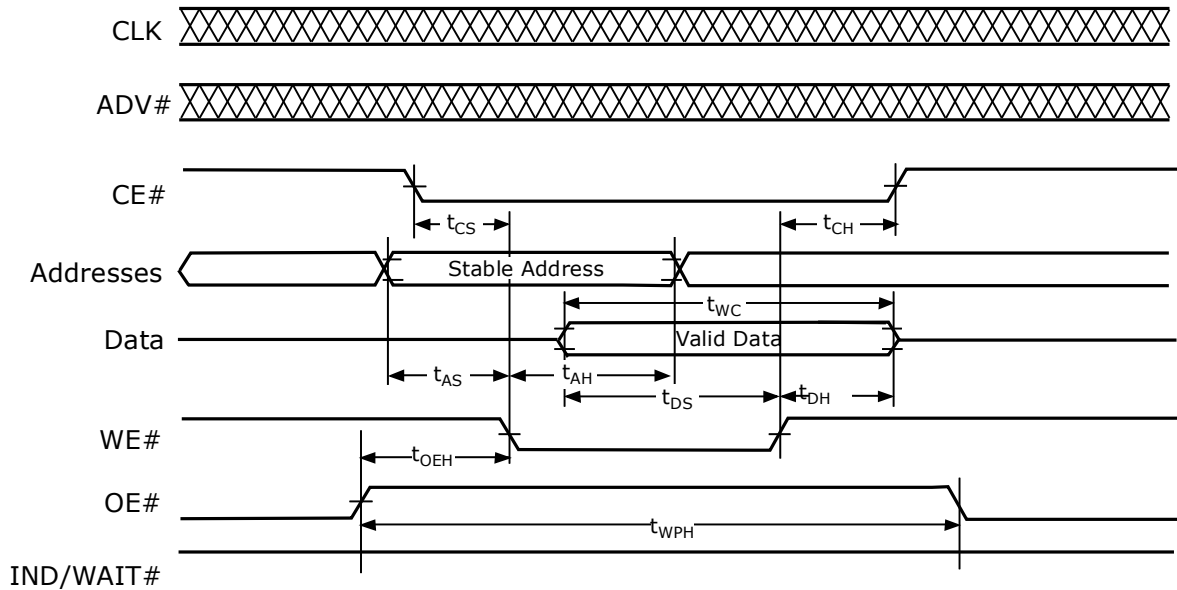 CLK
ADV#
CE#
tCS
tCH
Addresses
Stable Address
tWC
Data
Valid Data
tAS
tAH
tDS
tDH
WE#
tOEH
OE#
tWPH
IND/WAIT#